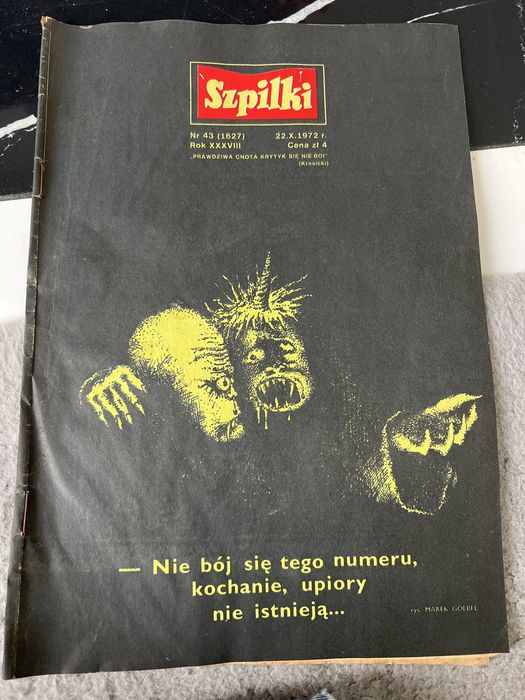 Szpilki
Nr 43 (1627) 22.X.1972 r.
Rok XXXVIII Cena zł 4
„PRAWDZIWA CNOTA KRYTYK SIĘ NIE BOI"
(Krasicki)
— Nie bój się tego numeru,
kochanie, upiory
nie istnieją...
rys. MAREK GOEBEL